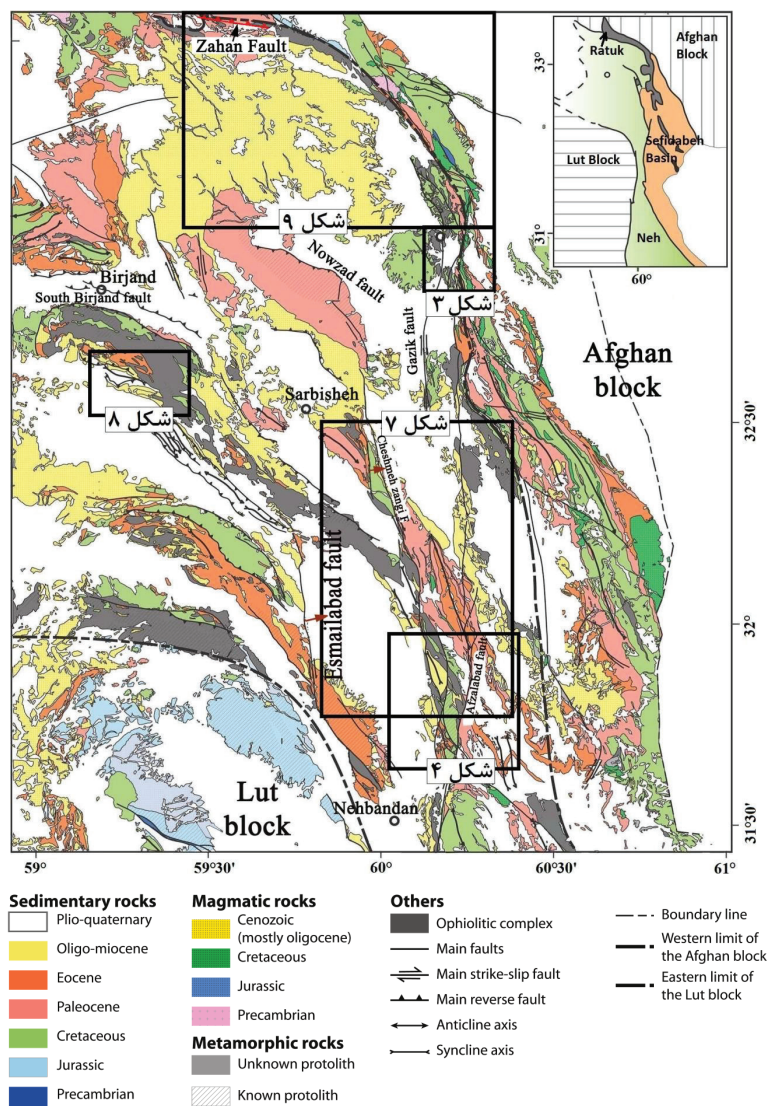 Zahan Fault
Ratuk
Afghan
Block
33°
Sefidabeh
Basin
Lut Block
31°
Neh
60°
شکل ۹
Nowzad fault
Birjand
South Birjand fault
شکل ۳
Gazik fault
Afghan
block
شکل ۸
Sarbisheh
شکل ۷
32°30'
Cheshmeh zangi F.
Esmailabad fault
32°
Afzalabad fault
شکل ۴
Lut
block
Nehbandan
31°30'
59°
59°30'
60°
60°30'
61°
Sedimentary rocks
Plio-quaternary
Oligo-miocene
Eocene
Paleocene
Cretaceous
Jurassic
Precambrian
Magmatic rocks
Cenozoic
(mostly oligocene)
Cretaceous
Jurassic
Precambrian
Metamorphic rocks
Unknown protolith
Known protolith
Others
Ophiolitic complex
Main faults
Main strike-slip fault
Main reverse fault
Anticline axis
Syncline axis
Boundary line
Western limit of
the Afghan block
Eastern limit of
the Lut block